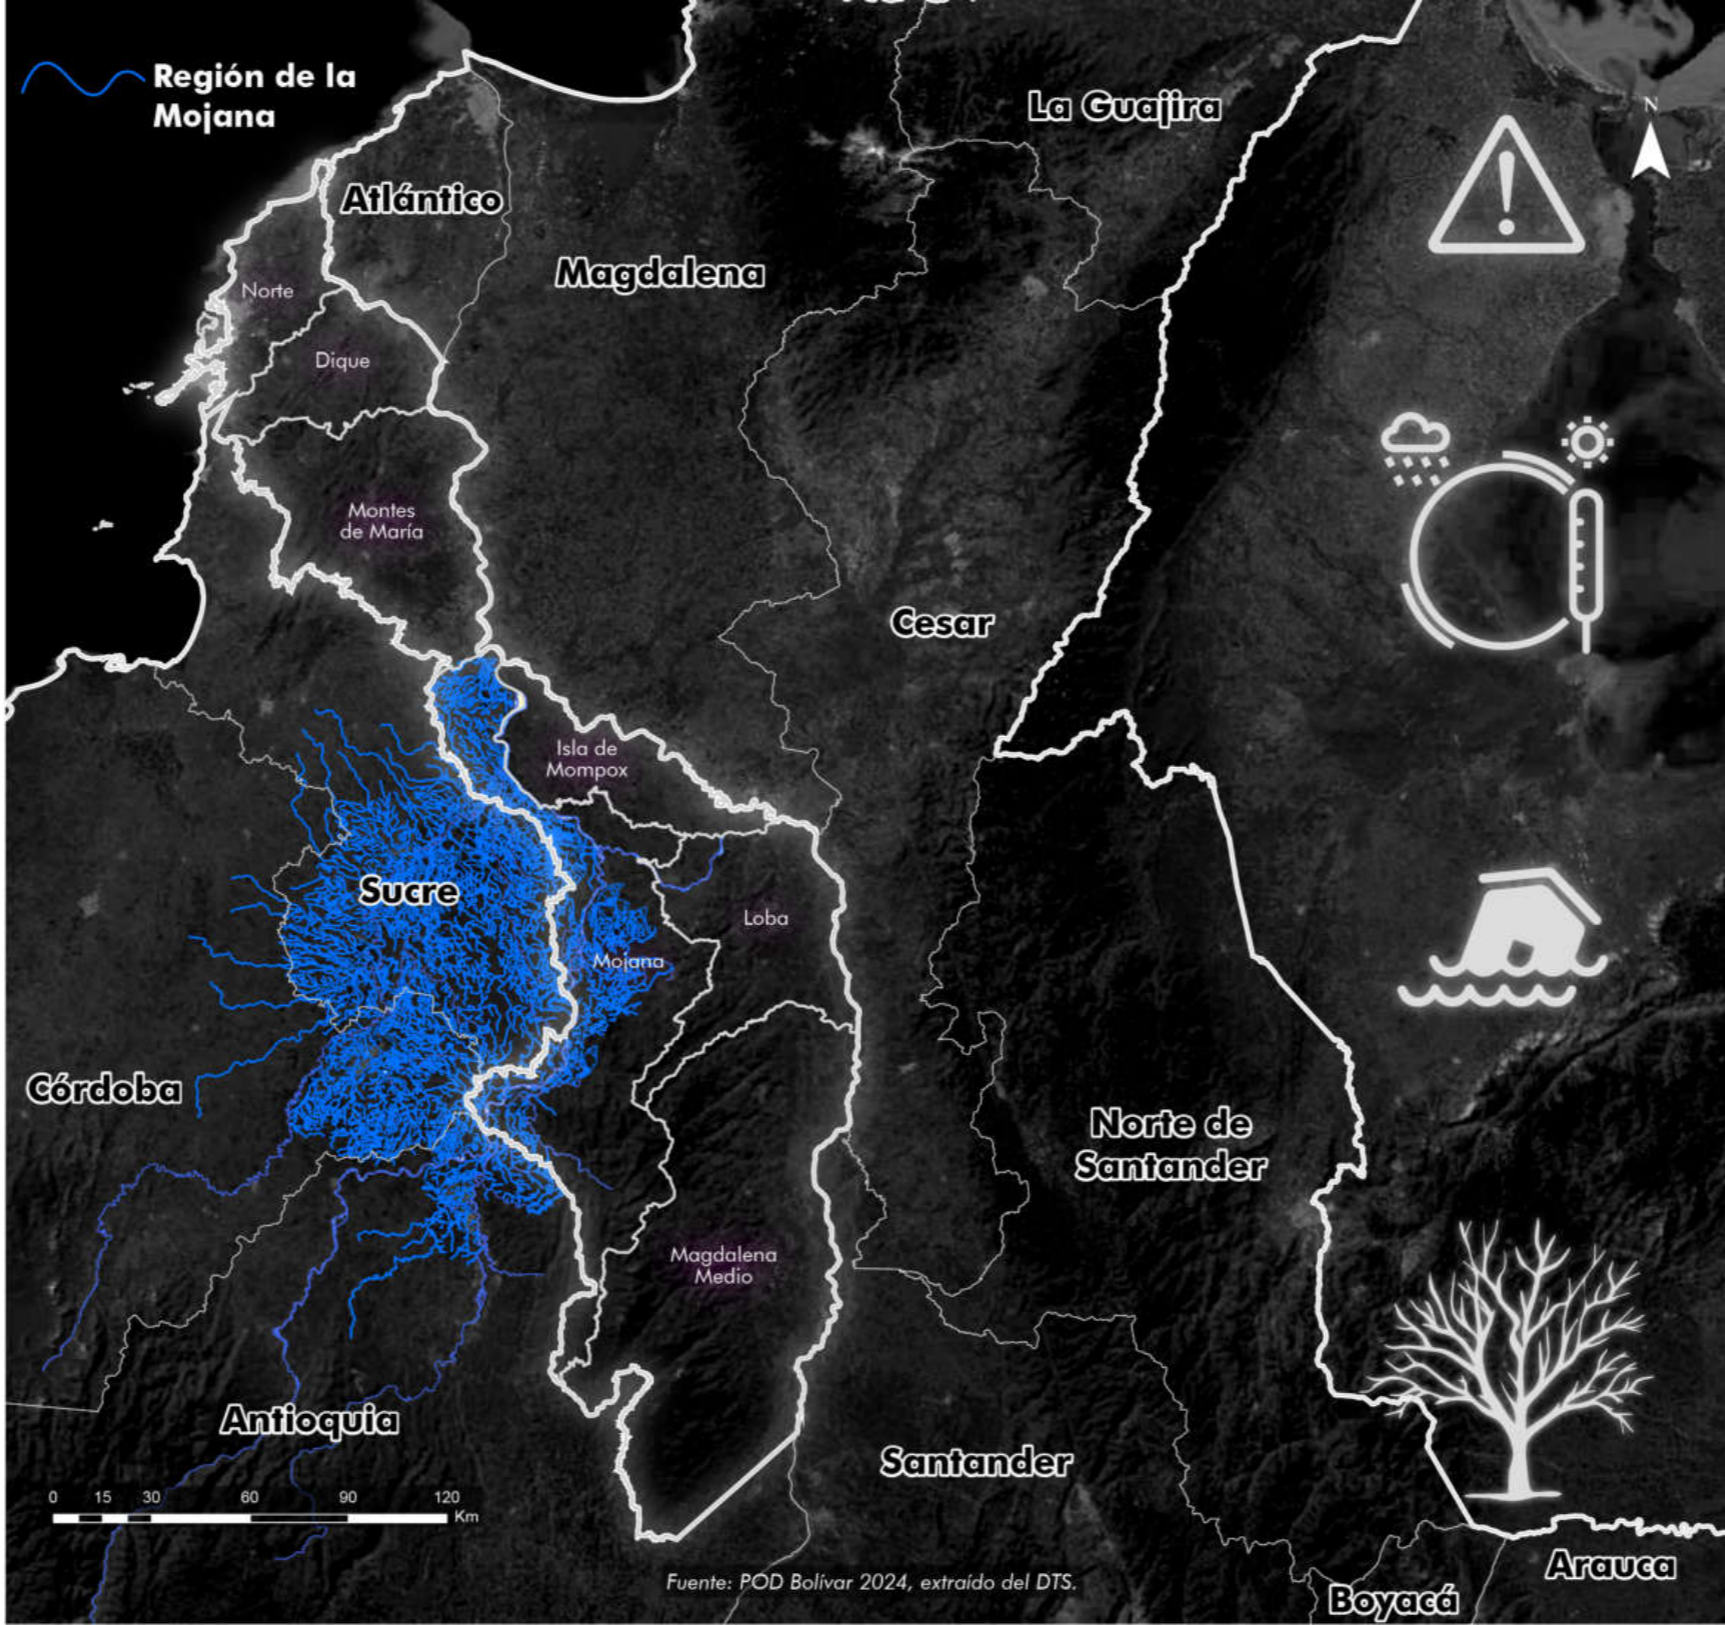 Región de la
Mojana
La Guajira
N
Atlántico
Magdalena
Norte
Dique
Montes
de María
Cesar
Isla de
Mompox
Sucre
Loba
Mojana
Córdoba
Norte de
Santander
Magdalena
Medio
Antioquia
Santander
0 15 30 60 90 120
Km
Fuente: POD Bolívar 2024, extraído del DTS.
Arauca
Boyacá